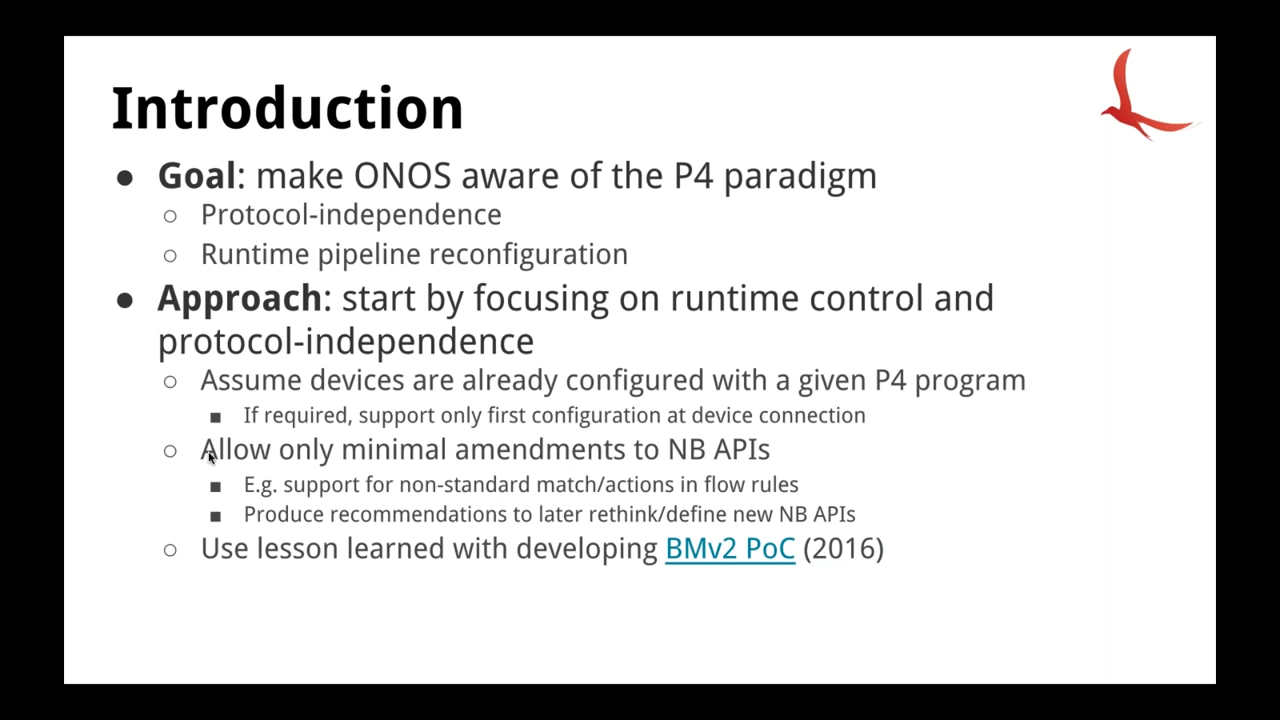 Introduction
● Goal: make ONOS aware of the P4 paradigm
○ Protocol-independence
○ Runtime pipeline reconfiguration
● Approach: start by focusing on runtime control and
protocol-independence
○ Assume devices are already configured with a given P4 program
■ If required, support only first configuration at device connection
○ Allow only minimal amendments to NB APIs
■ E.g. support for non-standard match/actions in flow rules
■ Produce recommendations to later rethink/define new NB APIs
○ Use lesson learned with developing BMv2 PoC (2016)